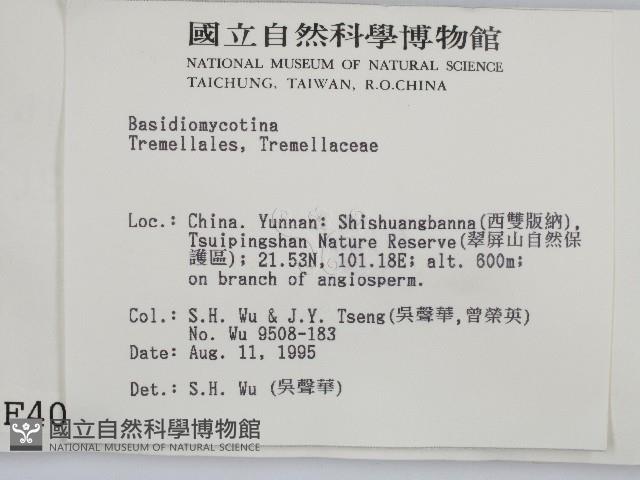 國立自然科學博物館
NATIONAL MUSEUM OF NATURAL SCIENCE
TAICHUNG, TAIWAN, R.O.CHINA
Basidiomycotina
Tremellales, Tremellaceae
Loc.: China. Yunnan: Shishuangbanna(西雙版納),
Tsuipingshan Nature Reserve(翠屏山自然保
護區); 21.53N, 101.18E; alt. 600m;
on branch of angiosperm.
Col.: S.H. Wu & J.Y. Tseng(吳聲華,曾榮英)
No. Wu 9508-183
Date: Aug. 11, 1995
Det.: S.H. Wu (吳聲華)
F40
國立自然科學博物館
NATIONAL MUSEUM OF NATURAL SCIENCE